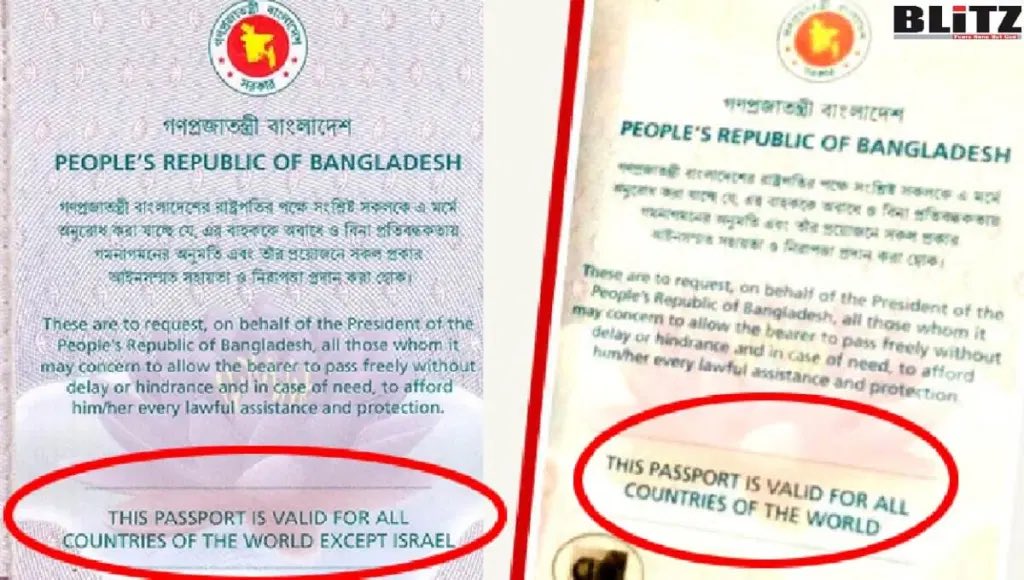 গণপ্রজাতন্ত্রী বাংলাদেশ
সরকার
গণপ্রজাতন্ত্রী বাংলাদেশ
PEOPLE'S REPUBLIC OF BANGLADESH
গণপ্রজাতন্ত্রী বাংলাদেশের রাষ্ট্রপতির পক্ষে সংশ্লিষ্ট সকলকে এ মর্মে
অনুরোধ করা যাচ্ছে যে, এর বাহককে অবাধে ও বিনা প্রতিবন্ধকতায়
গমনাগমনের অনুমতি এবং তাঁর প্রয়োজনে সকল প্রকার
আইনসম্মত সহায়তা ও নিরাপত্তা প্রদান করা হোক।
These are to request, on behalf of the President of the
People's Republic of Bangladesh, all those whom it
may concern to allow the bearer to pass freely without
delay or hindrance and in case of need, to afford
him/her every lawful assistance and protection.
THIS PASSPORT IS VALID FOR ALL
COUNTRIES OF THE WORLD EXCEPT ISRAEL
BLiTZ
গণপ্রজাতন্ত্রী বাংলাদেশ
PEOPLE'S REPUBLIC OF BANGLADESH
গণপ্রজাতন্ত্রী বাংলাদেশের রাষ্ট্রপতির পক্ষে সংশ্লিষ্ট সকলকে এ মর্মে
অনুরোধ করা যাচ্ছে যে, এর বাহককে অবাধে ও বিনা প্রতিবন্ধকতায়
গমনাগমনের অনুমতি এবং তাঁর প্রয়োজনে সকল প্রকার
আইনসম্মত সহায়তা ও নিরাপত্তা প্রদান করা হোক।
These are to request, on behalf of the President of the
People's Republic of Bangladesh, all those whom it
may concern to allow the bearer to pass freely without
delay or hindrance and in case of need, to afford
him/her every lawful assistance and protection.
THIS PASSPORT IS VALID FOR ALL
COUNTRIES OF THE WORLD